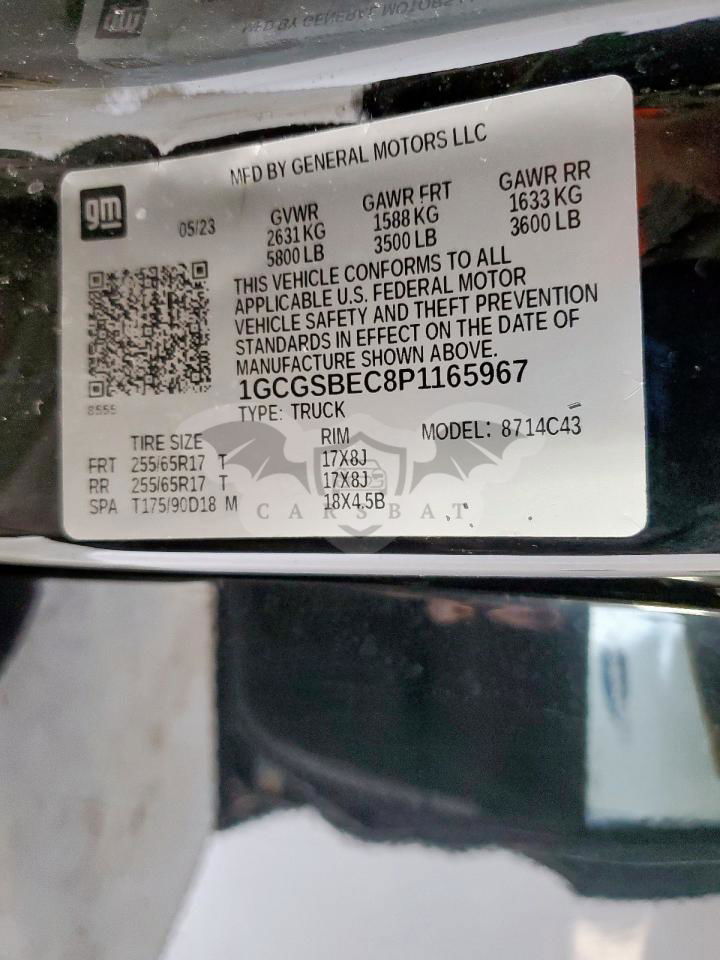 MFD BY GENERAL MOTORS LLC
gm
05/23
GVWR GAWR FRT GAWR RR
2631 KG 1588 KG 1633 KG
5800 LB 3500 LB 3600 LB
THIS VEHICLE CONFORMS TO ALL
APPLICABLE U.S. FEDERAL MOTOR
VEHICLE SAFETY AND THEFT PREVENTION
STANDARDS IN EFFECT ON THE DATE OF
MANUFACTURE SHOWN ABOVE.
1GCGSBEC8P1165967
8555
TYPE: TRUCK
TIRE SIZE RIM MODEL: 8714C43
FRT 255/65R17 T 17X8J
RR 255/65R17 T 17X8J
SPA T175/90D18 M 18X4.5B
CARSBAT